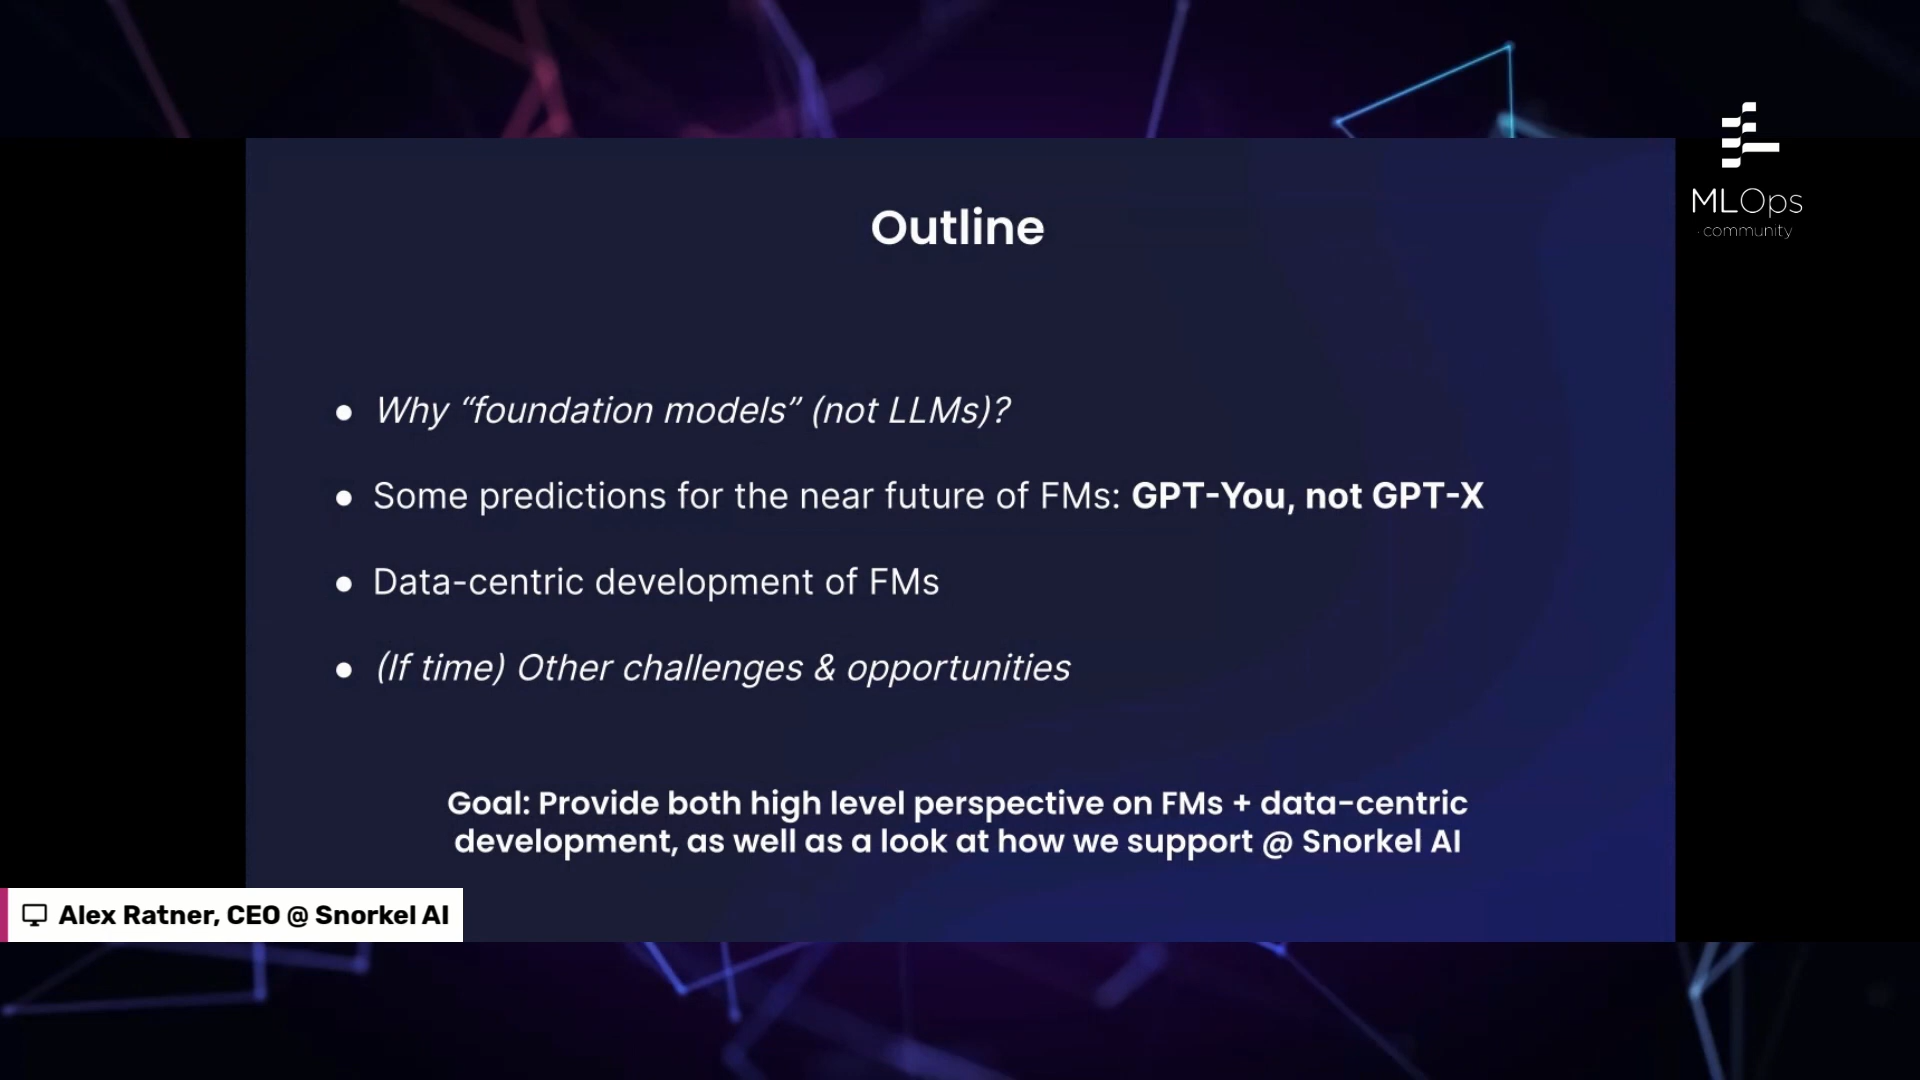 MLOps
community
Outline
● Why “foundation models” (not LLMs)?
● Some predictions for the near future of FMs: GPT-You, not GPT-X
● Data-centric development of FMs
● (If time) Other challenges & opportunities
Goal: Provide both high level perspective on FMs + data-centric
development, as well as a look at how we support @ Snorkel AI
Alex Ratner, CEO @ Snorkel AI